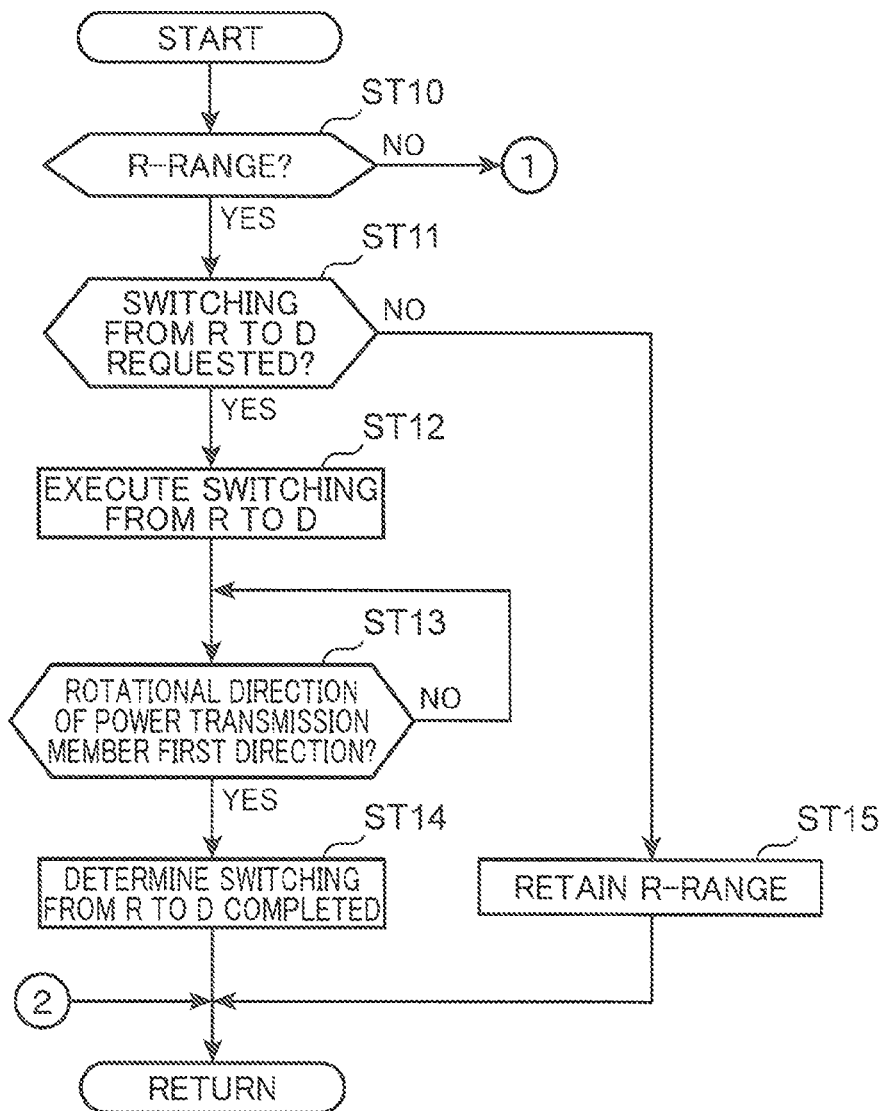 START
ST10
R-RANGE?
NO
1
YES
ST11
SWITCHING
FROM R TO D
REQUESTED?
NO
YES
ST12
EXECUTE SWITCHING
FROM R TO D
ST13
ROTATIONAL DIRECTION
OF POWER TRANSMISSION
MEMBER FIRST DIRECTION?
NO
YES
ST14
DETERMINE SWITCHING
FROM R TO D COMPLETED
ST15
RETAIN R-RANGE
2
RETURN